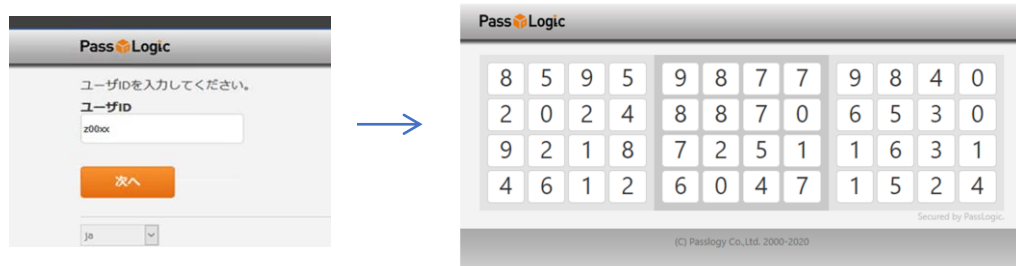 PassLogic
ユーザIDを入力してください。
ユーザID
z00xx
次へ
ja
PassLogic
8 5 9 5 9 8 7 7 9 8 4 0
2 0 2 4 8 8 7 0 6 5 3 0
9 2 1 8 7 2 5 1 1 6 3 1
4 6 1 2 6 0 4 7 1 5 2 4
Secured by PassLogic.
(C) Passlogy Co.,Ltd. 2000-2020